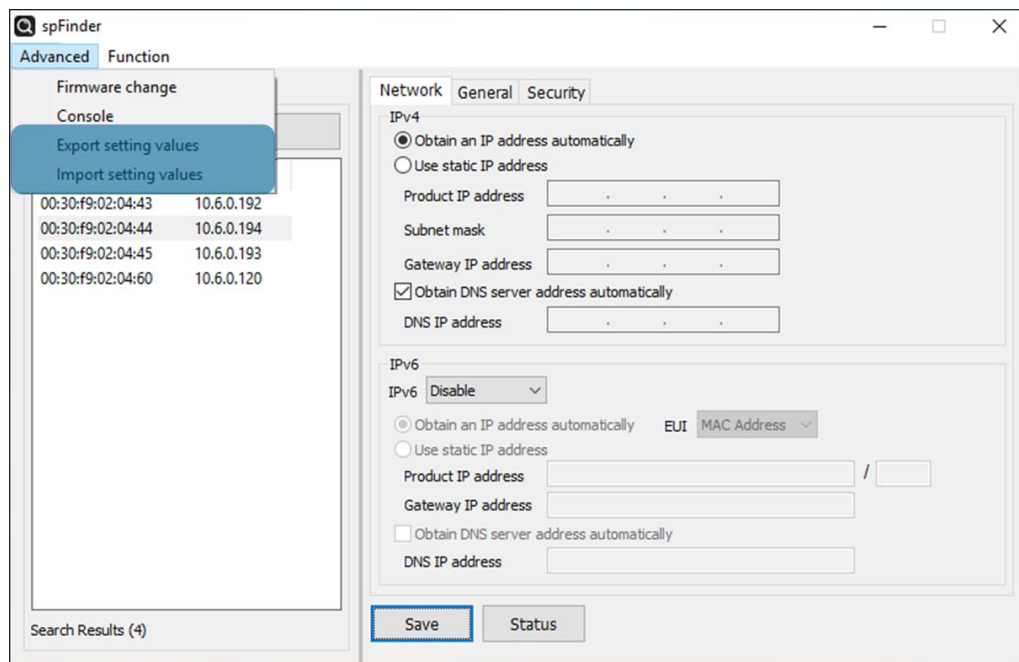 spFinder
Advanced Function
Firmware change
Console
Export setting values
Import setting values
00:30:f9:02:04:43 10.6.0.192
00:30:f9:02:04:44 10.6.0.194
00:30:f9:02:04:45 10.6.0.193
00:30:f9:02:04:60 10.6.0.120
Search Results (4)
Network General Security
IPv4
Obtain an IP address automatically
Use static IP address
Product IP address . . .
Subnet mask . . .
Gateway IP address . . .
Obtain DNS server address automatically
DNS IP address . . .
IPv6
IPv6 Disable
Obtain an IP address automatically EUI MAC Address
Use static IP address
Product IP address /
Gateway IP address
Obtain DNS server address automatically
DNS IP address
Save Status